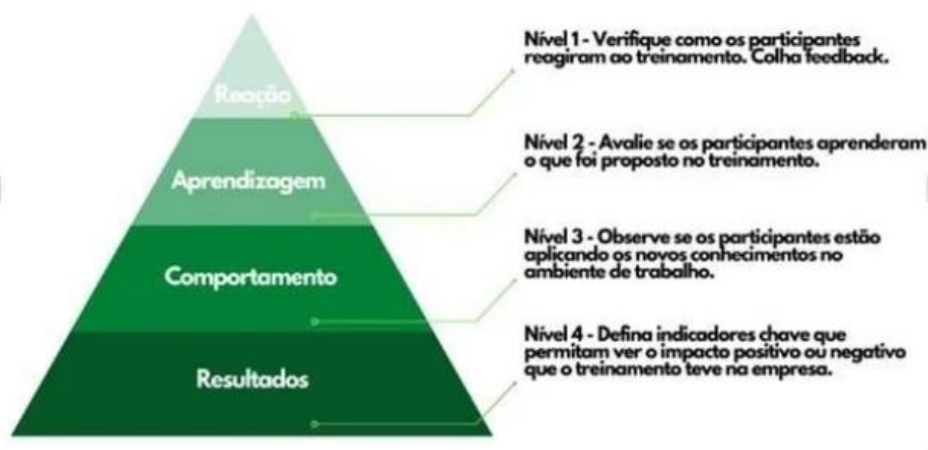 Nível 1 - Verifique como os participantes
reagiram ao treinamento. Colha feedback.
Reação
Nível 2 - Avalie se os participantes aprenderam
o que foi proposto no treinamento.
Aprendizagem
Nível 3 - Observe se os participantes estão
aplicando os novos conhecimentos no
ambiente de trabalho.
Comportamento
Nível 4 - Defina indicadores chave que
permitam ver o impacto positivo ou negativo
que o treinamento teve na empresa.
Resultados